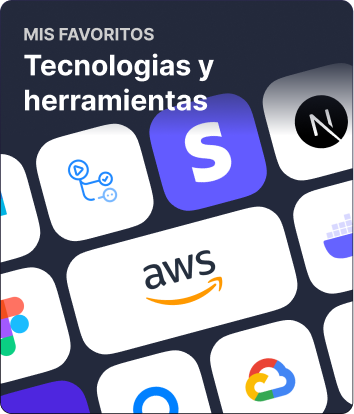 MIS FAVORITOS
Tecnologias y
herramientas
S
N
aws